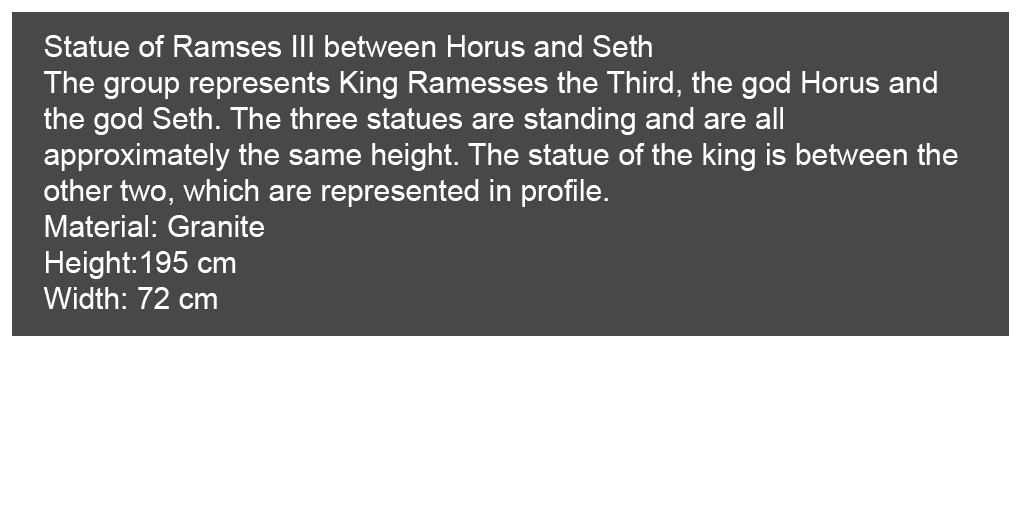 Statue of Ramses III between Horus and Seth
The group represents King Ramesses the Third, the god Horus and
the god Seth. The three statues are standing and are all
approximately the same height. The statue of the king is between the
other two, which are represented in profile.
Material: Granite
Height:195 cm
Width: 72 cm